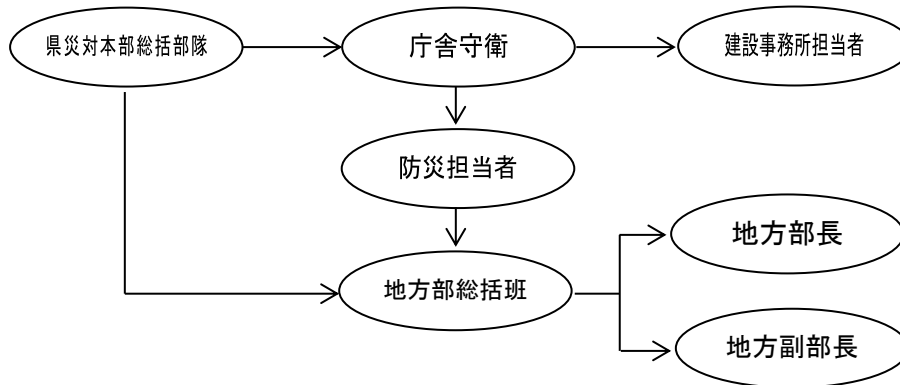 県災対本部総括部隊
庁舎守衛
建設事務所担当者
防災担当者
地方部長
地方部総括班
地方副部長